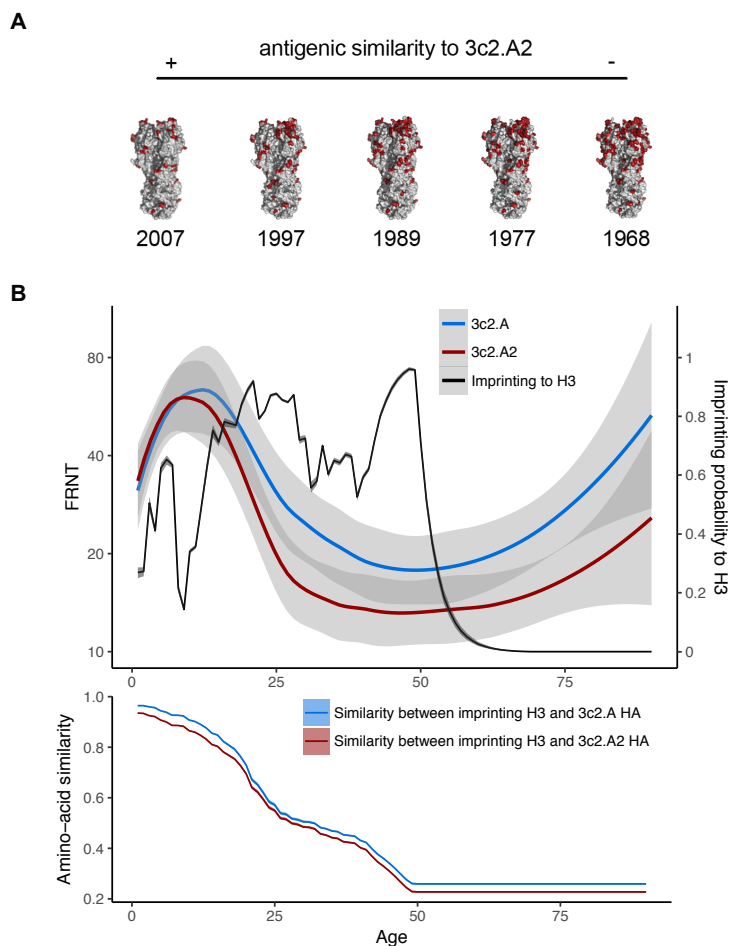 A
antigenic similarity to 3c2.A2
+ -
2007 1997 1989 1977 1968
B
3c2.A
3c2.A2
Imprinting to H3
FRNT
80
40
20
10
Imprinting probability to H3
1
0.8
0.6
0.4
0.2
0
0 25 50 75
Amino-acid similarity
1.0
0.8
0.6
0.4
0.2
Similarity between imprinting H3 and 3c2.A HA
Similarity between imprinting H3 and 3c2.A2 HA
0 25 50 75
Age